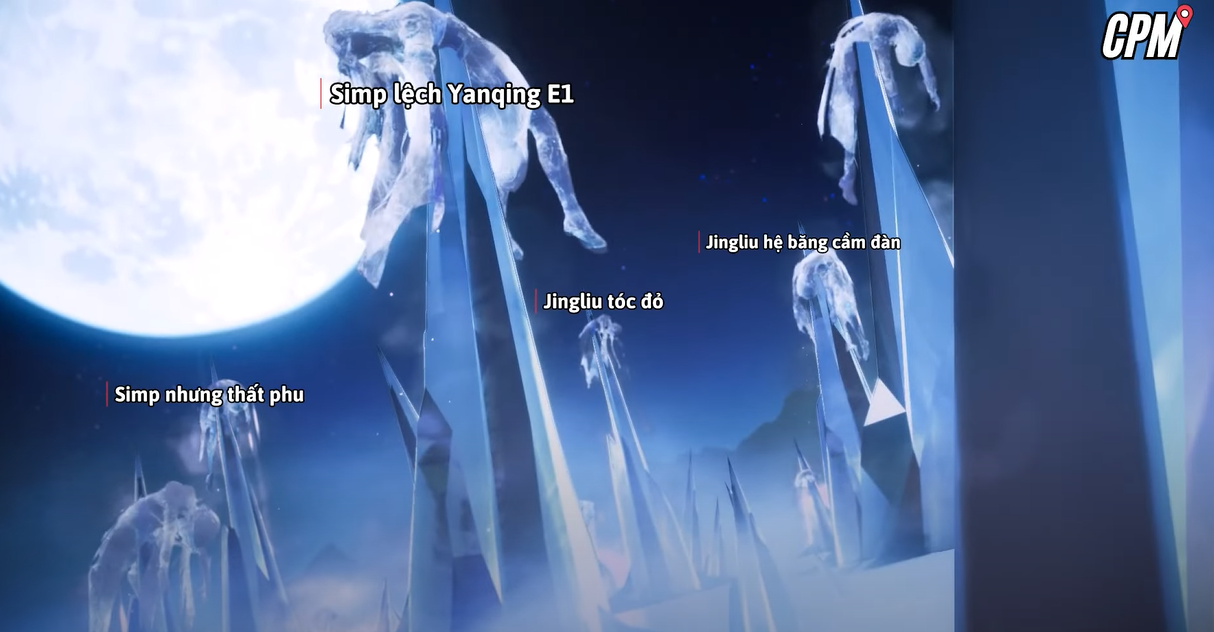 CPM
Simp lệch Yanqing E1
Jingliu hệ băng cầm đàn
Jingliu tóc đỏ
Simp nhưng thất phu